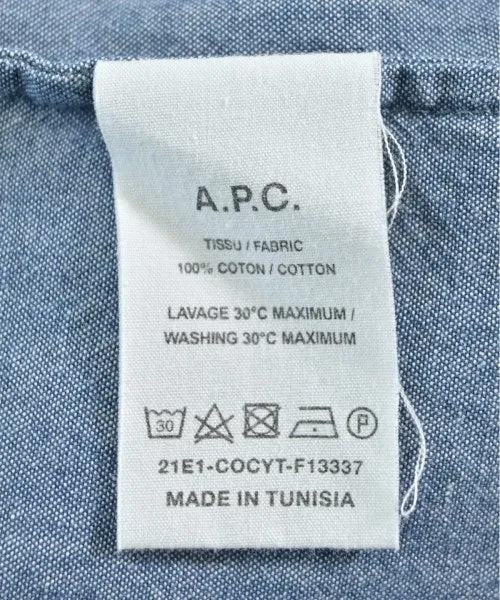 A.P.C.
TISSU / FABRIC
100% COTON / COTTON
LAVAGE 30°C MAXIMUM /
WASHING 30°C MAXIMUM
30 P
21E1-COCYT-F13337
MADE IN TUNISIA